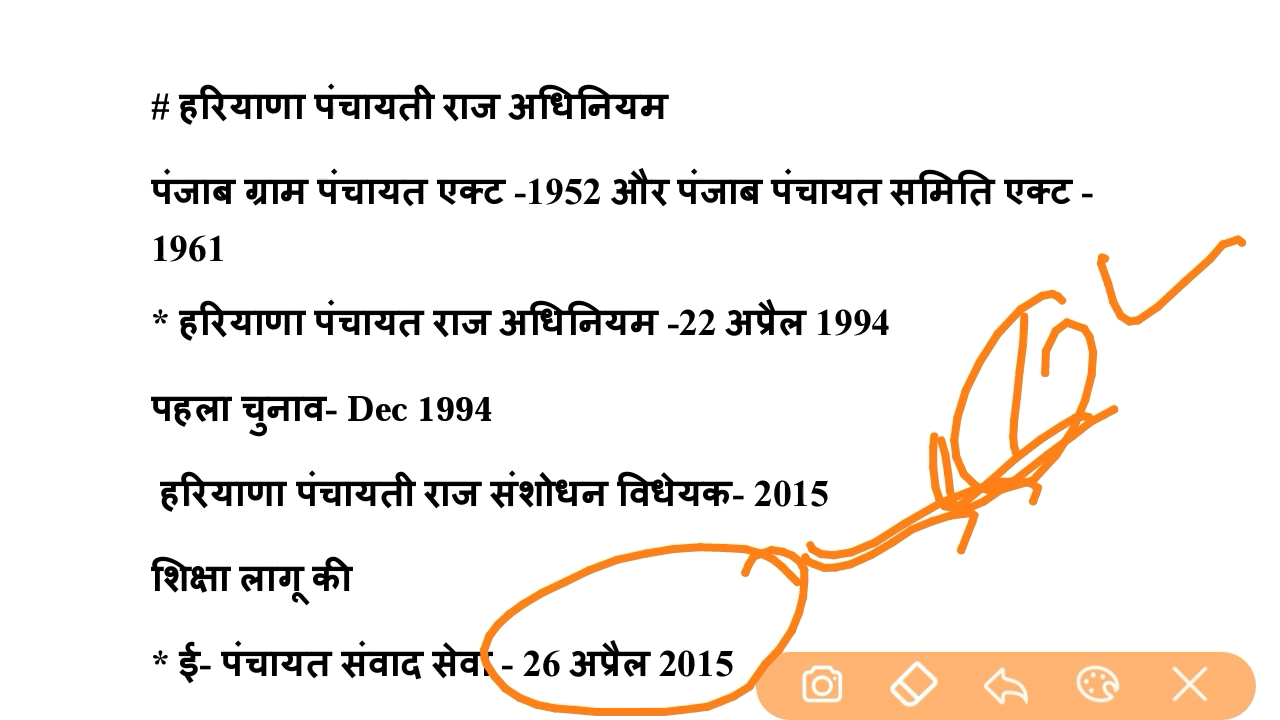 # हरियाणा पंचायती राज अधिनियम
पंजाब ग्राम पंचायत एक्ट -1952 और पंजाब पंचायत समिति एक्ट -
1961
* हरियाणा पंचायत राज अधिनियम -22 अप्रैल 1994
पहला चुनाव- Dec 1994
हरियाणा पंचायती राज संशोधन विधेयक- 2015
शिक्षा लागू की
* ई- पंचायत संवाद सेवा - 26 अप्रैल 2015